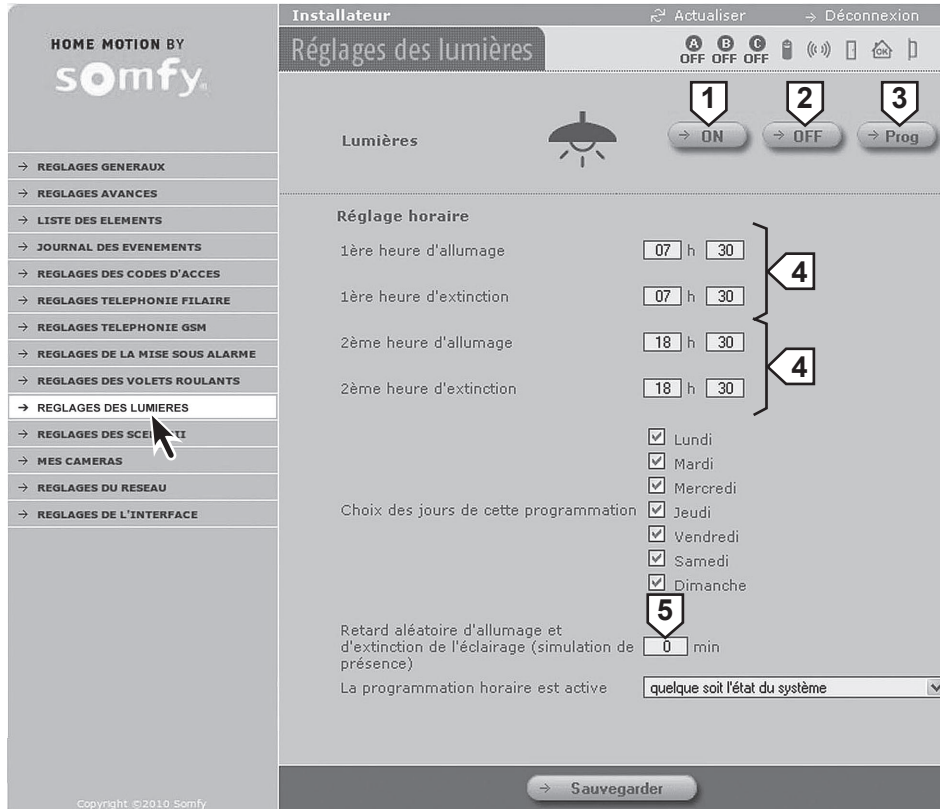 Installateur
Actualiser
→ Déconnexion
HOME MOTION BY
somfy®
Réglages des lumières
A B C
OFF OFF OFF
OK
1
2
3
Lumières
→ ON
→ OFF
→ Prog
→ REGLAGES GENERAUX
→ REGLAGES AVANCES
→ LISTE DES ELEMENTS
→ JOURNAL DES EVENEMENTS
→ REGLAGES DES CODES D'ACCES
→ REGLAGES TELEPHONIE FILAIRE
→ REGLAGES TELEPHONIE GSM
→ REGLAGES DE LA MISE SOUS ALARME
→ REGLAGES DES VOLETS ROULANTS
→ REGLAGES DES LUMIERES
→ REGLAGES DES
→ MES CAMERAS
→ REGLAGES DU RESEAU
→ REGLAGES DE L'INTERFACE
Réglage horaire
1ère heure d'allumage 07 h 30
1ère heure d'extinction 07 h 30
4
2ème heure d'allumage 18 h 30
2ème heure d'extinction 18 h 30
4
Choix des jours de cette programmation
Lundi
Mardi
Mercredi
Jeudi
Vendredi
Samedi
Dimanche
5
Retard aléatoire d'allumage et
d'extinction de l'éclairage (simulation de
présence)
0 min
La programmation horaire est active
quelque soit l'état du système
→ Sauvegarder
Copyright ©2010 Somfy